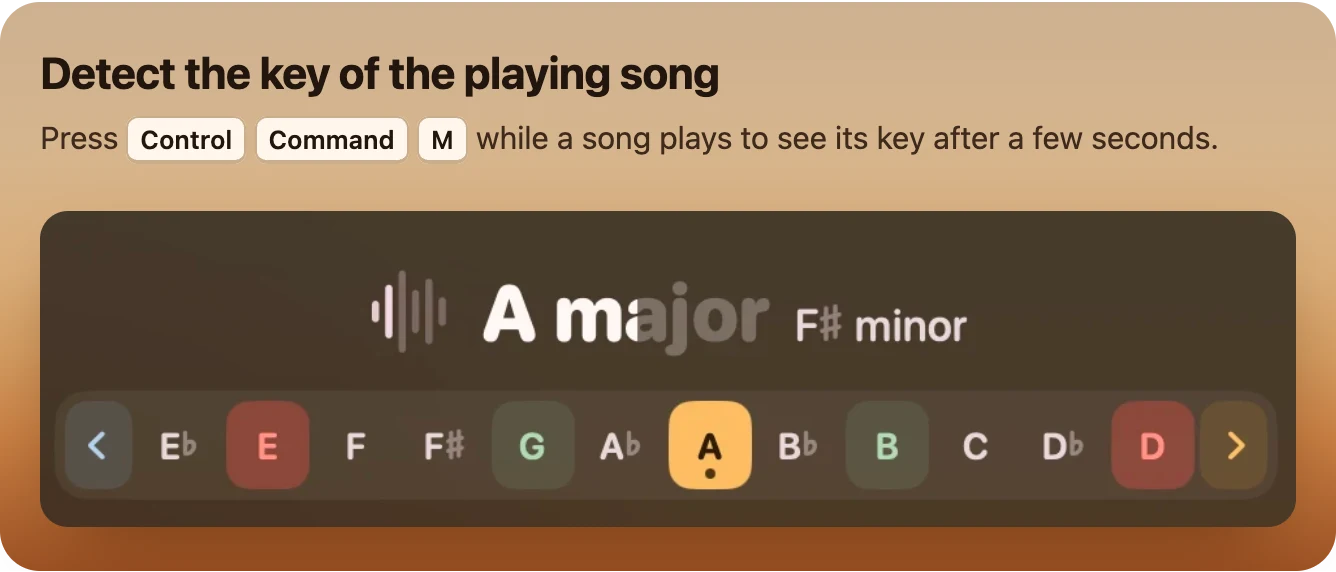 Detect the key of the playing song
Press Control Command M while a song plays to see its key after a few seconds.
A major F♯ minor
E♭ E F F♯ G A♭ A B♭ B C D♭ D